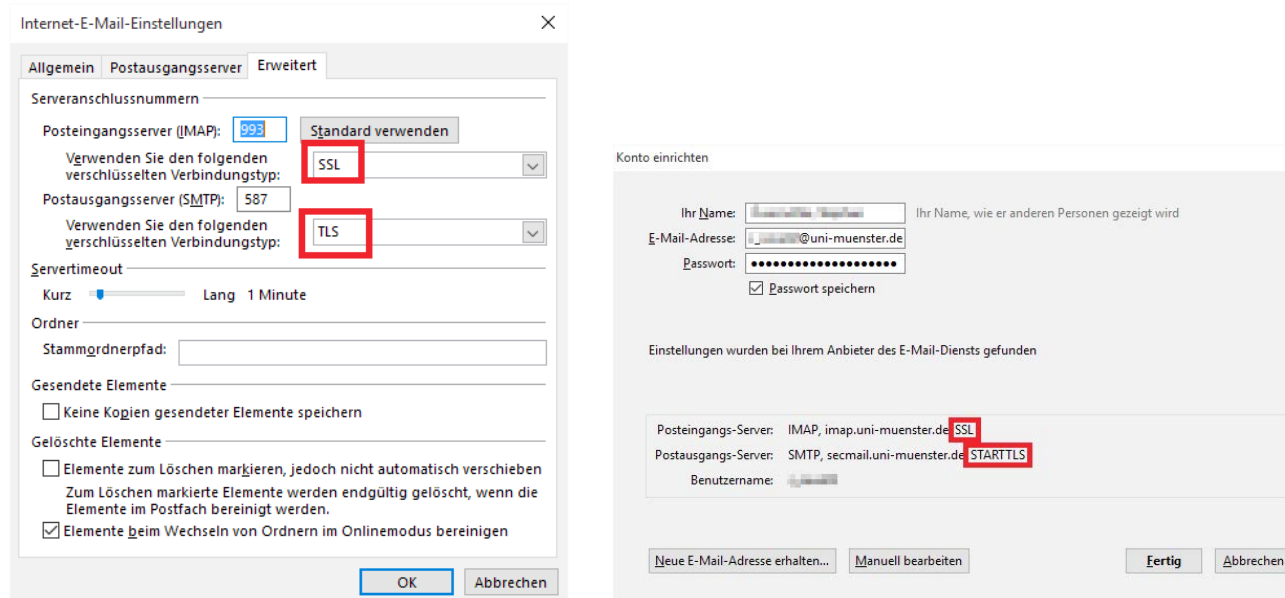 Internet-E-Mail-Einstellungen
Allgemein Postausgangsserver Erweitert
Serveranschlussnummern
Posteingangsserver (IMAP): 993 Standard verwenden
Verwenden Sie den folgenden
verschlüsselten Verbindungstyp: SSL
Postausgangsserver (SMTP): 587
Verwenden Sie den folgenden
verschlüsselten Verbindungstyp: TLS
Servertimeout
Kurz Lang 1 Minute
Ordner
Stammordnerpfad:
Gesendete Elemente
Keine Kopien gesendeter Elemente speichern
Gelöschte Elemente
Elemente zum Löschen markieren, jedoch nicht automatisch verschieben
Zum Löschen markierte Elemente werden endgültig gelöscht, wenn die
Elemente im Postfach bereinigt werden.
Elemente beim Wechseln von Ordnern im Onlinemodus bereinigen
OK Abbrechen
Konto einrichten
Ihr Name: Ihr Name, wie er anderen Personen gezeigt wird
E-Mail-Adresse: @uni-muenster.de
Passwort:
Passwort speichern
Einstellungen wurden bei Ihrem Anbieter des E-Mail-Diensts gefunden
Posteingangs-Server: IMAP, imap.uni-muenster.de SSL
Postausgangs-Server: SMTP, secmail.uni-muenster.de STARTTLS
Benutzername:
Neue E-Mail-Adresse erhalten... Manuell bearbeiten Fertig Abbrechen